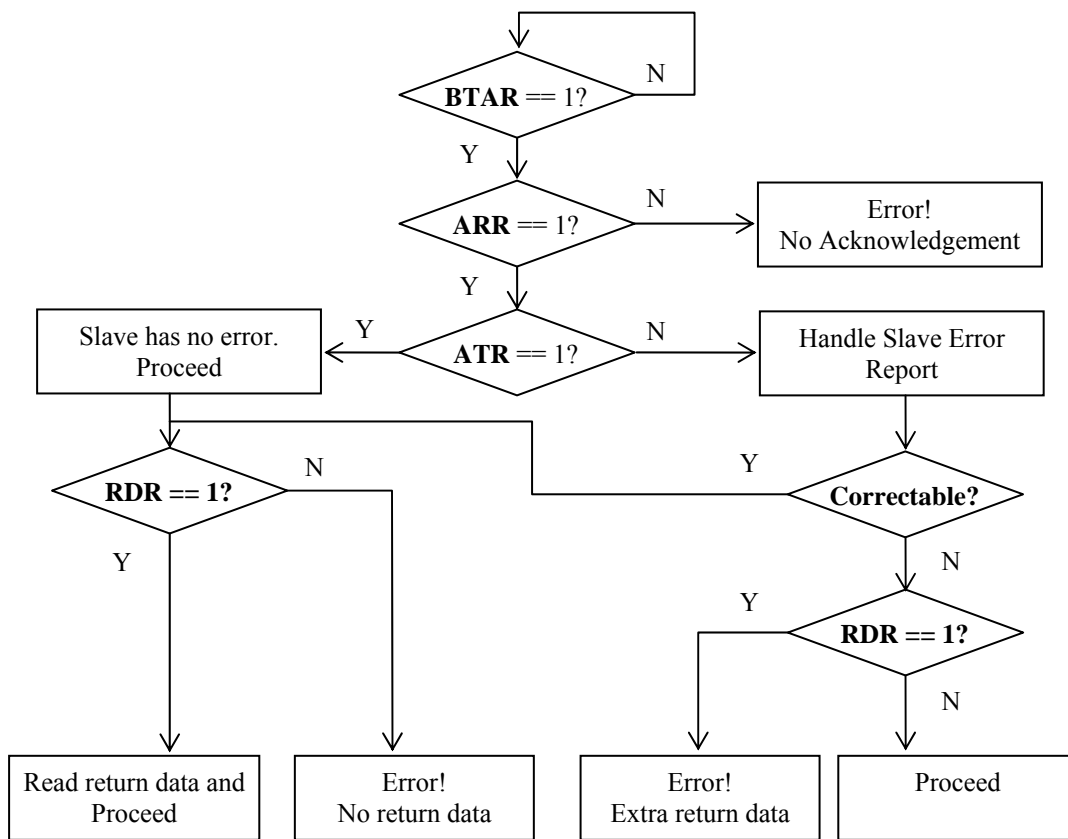 N
BTAR == 1?
Y
N
ARR == 1?
Error!
No Acknowledgement
Y
Slave has no error.
Proceed
Y
ATR == 1?
N
Handle Slave Error
Report
N
RDR == 1?
Y
Correctable?
Y
N
Y
RDR == 1?
N
Read return data and
Proceed
Error!
No return data
Error!
Extra return data
Proceed